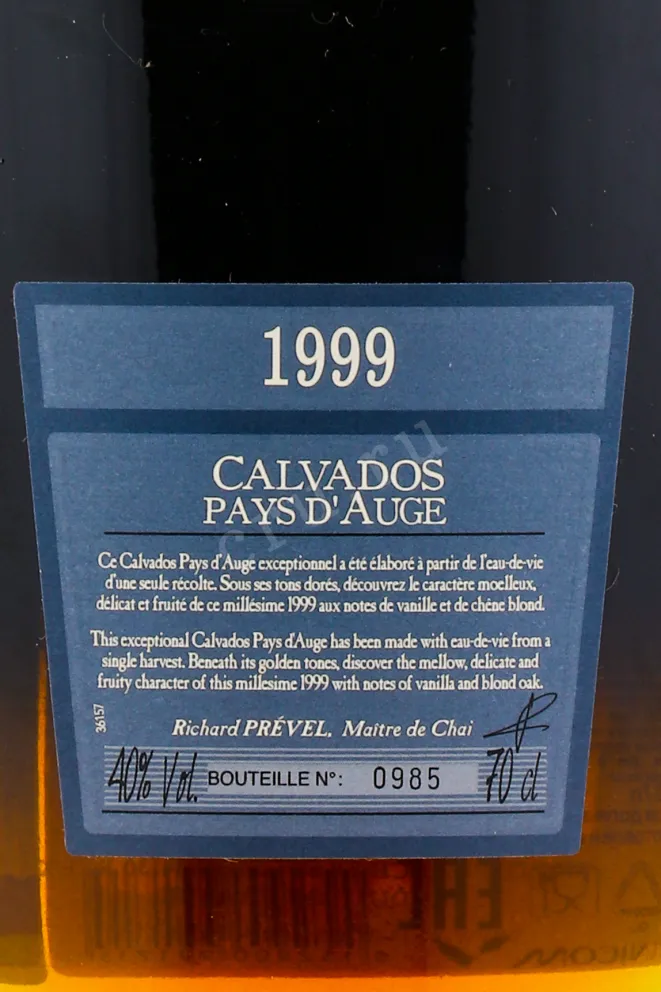 1999
CALVADOS
PAYS D'AUGE
Ce Calvados Pays d'Auge exceptionnel a été élaboré à partir de l'eau-de-vie
d'une seule récolte. Sous ses tons dorés, découvrez le caractère moelleux,
délicat et fruité de ce millésime 1999 aux notes de vanille et de chêne blond.
This exceptional Calvados Pays d'Auge has been made with eau-de-vie from a
single harvest. Beneath its golden tones, discover the mellow, delicate and
fruity character of this millesime 1999 with notes of vanilla and blond oak.
36157
Richard PRÉVEL, Maître de Chai
40% Vol. BOUTEILLE N°: 0985 70 cl
EAC